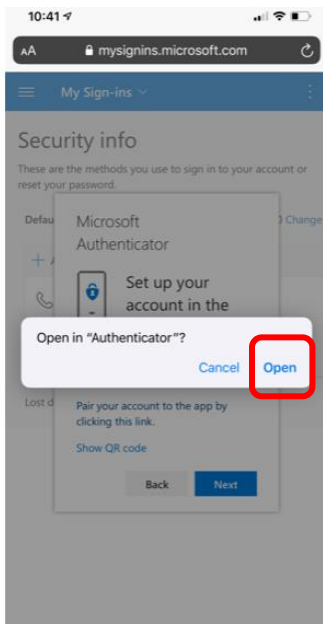 10:41
AA mysignins.microsoft.com
My Sign-ins
Security info
These are the methods you use to sign in to your account or
reset your password.
Defau
Change
Microsoft
Authenticator
Set up your
account in the
Open in “Authenticator”?
Cancel Open
Lost d
Pair your account to the app by
clicking this link.
Show QR code
Back Next